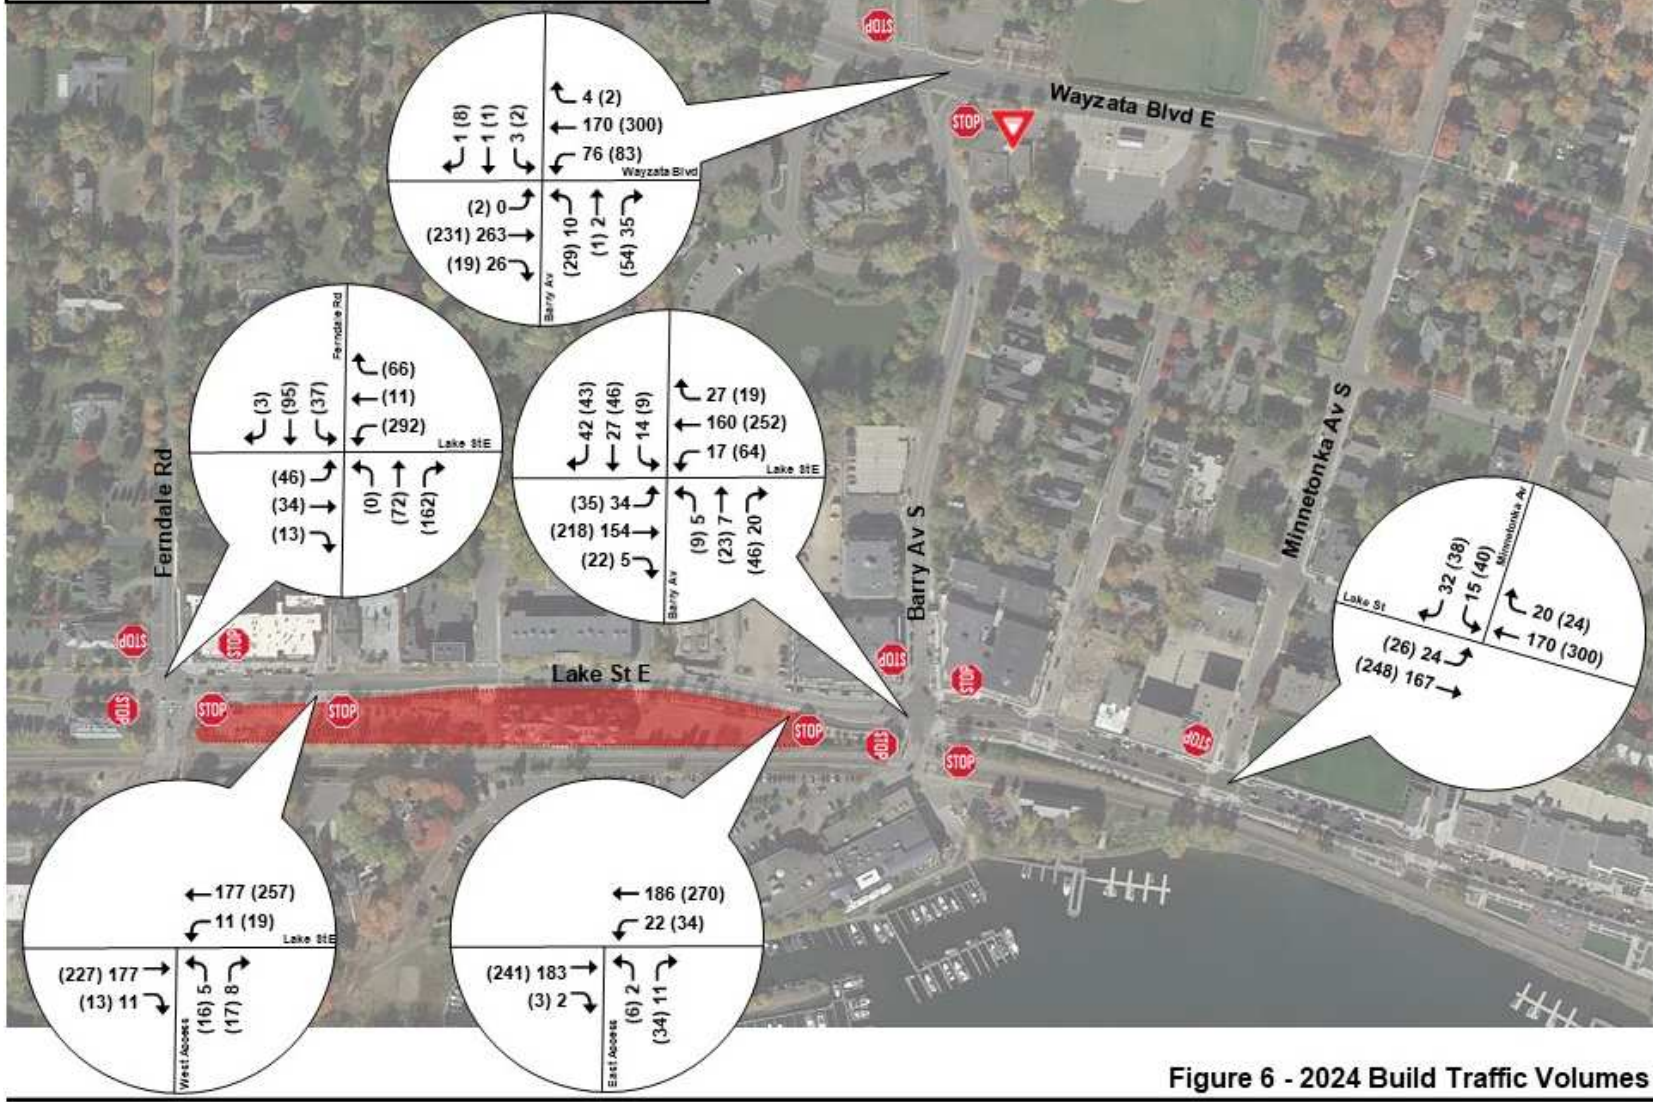 STOP
4 (2)
170 (300)
76 (83)
Wayzata Blvd
1 (8)
1 (1)
3 (2)
(2) 0
(231) 263
(19) 26
(29) 10
(1) 2
(54) 35
Barry Av
Wayzata Blvd E
STOP
Ferndale Rd
(66)
(11)
(292)
Lake St E
(3)
(95)
(37)
(46)
(34)
(13)
(0)
(72)
(162)
27 (19)
160 (252)
17 (64)
Lake St E
42 (43)
27 (46)
14 (9)
(35) 34
(218) 154
(22) 5
(9) 5
(23) 7
(46) 20
Barry Av
Ferndale Rd
Barry Av S
Minnetonka Av S
Minnetonka Av
Lake St
32 (38)
15 (40)
20 (24)
170 (300)
(26) 24
(248) 167
Lake St E
STOP
STOP
STOP
STOP
STOP
STOP
STOP
STOP
STOP
STOP
STOP
177 (257)
11 (19)
Lake St E
(227) 177
(13) 11
(16) 5
(17) 8
West Access
186 (270)
22 (34)
(241) 183
(3) 2
(6) 2
(34) 11
East Access
Figure 6 - 2024 Build Traffic Volumes